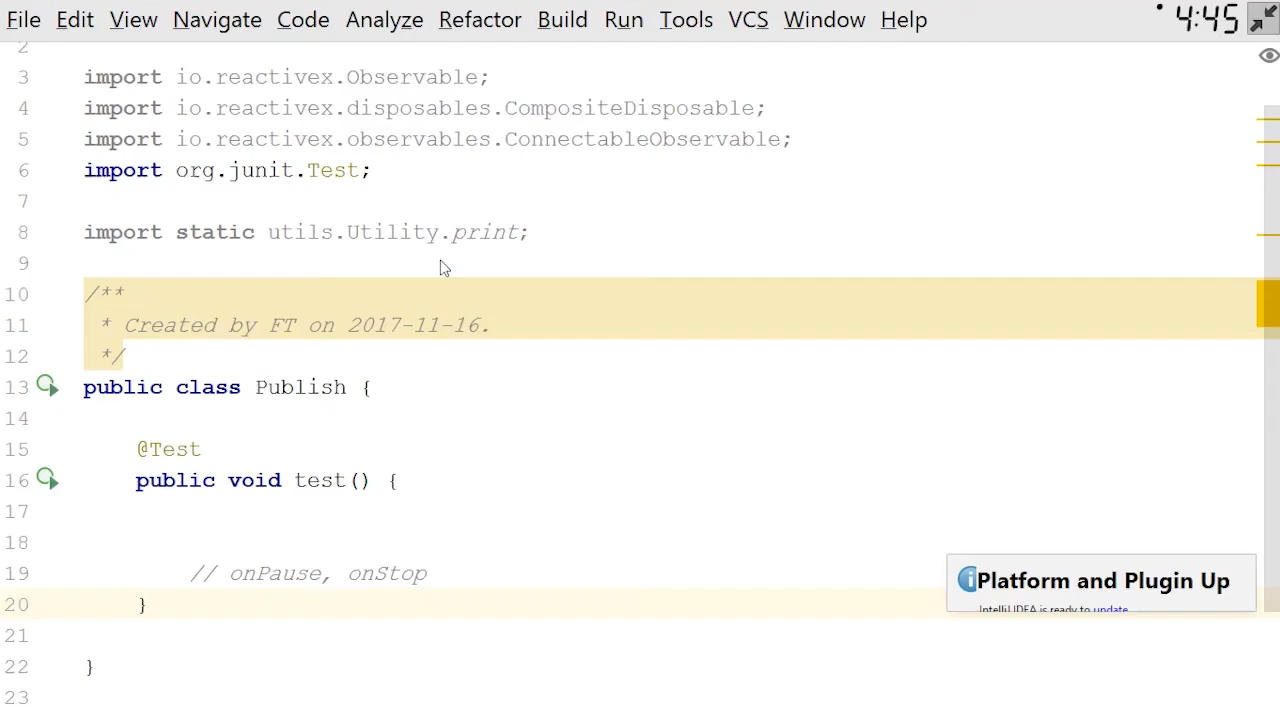 File Edit View Navigate Code Analyze Refactor Build Run Tools VCS Window Help 4:45
2
3 import io.reactivex.Observable;
4 import io.reactivex.disposables.CompositeDisposable;
5 import io.reactivex.observables.ConnectableObservable;
6 import org.junit.Test;
7
8 import static utils.Utility.print;
9
10 /**
11 * Created by FT on 2017-11-16.
12 */
13 public class Publish {
14
15 @Test
16 public void test() {
17
18
19 // onPause, onStop
20 }
21
22 }
23
Platform and Plugin Up
IntelliJ IDEA is ready to update